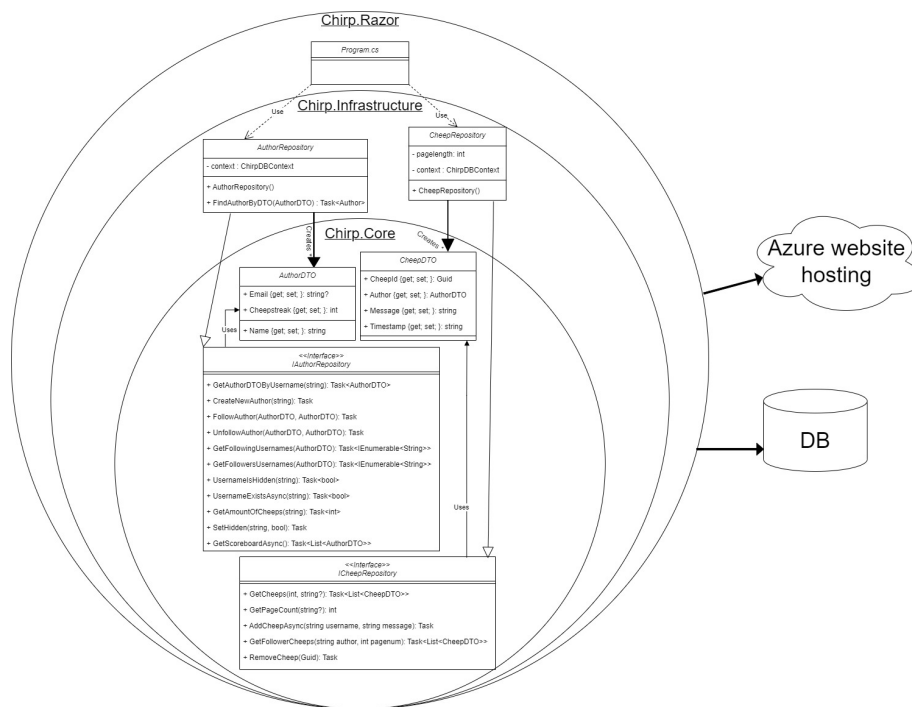 Chirp.Razor
Program.cs
Chirp.Infrastructure
Use
Use
AuthorRepository
- context : ChirpDBContext
+ AuthorRepository()
+ FindAuthorByDTO(AuthorDTO) : Task<Author>
CheepRepository
- pagelength: int
- context : ChirpDBContext
+ CheepRepository()
Chirp.Core
Creates *
Creates *
AuthorDTO
+ Email {get; set; }: string?
+ Cheepstreak {get; set; }: int
+ Name {get; set; }: string
CheepDTO
+ CheepId {get; set; }: Guid
+ Author {get; set; }: AuthorDTO
+ Message {get; set; }: string
+ Timestamp {get; set; }: string
Uses
<<Interface>>
IAuthorRepository
+ GetAuthorDTOByUsername(string): Task<AuthorDTO>
+ CreateNewAuthor(string): Task
+ FollowAuthor(AuthorDTO, AuthorDTO): Task
+ UnfollowAuthor(AuthorDTO, AuthorDTO): Task
+ GetFollowingUsernames(AuthorDTO): Task<IEnumerable<String>>
+ GetFollowersUsernames(AuthorDTO): Task<IEnumerable<String>>
+ UsernameIsHidden(string): Task<bool>
+ UsernameExistsAsync(string): Task<bool>
+ GetAmountOfCheeps(string): Task<int>
+ SetHidden(string, bool): Task
+ GetScoreboardAsync(): Task<List<AuthorDTO>>
Uses
<<Interface>>
ICheepRepository
+ GetCheeps(int, string?): Task<List<CheepDTO>>
+ GetPageCount(string?): int
+ AddCheepAsync(string username, string message): Task
+ GetFollowerCheeps(string author, int pagenum): Task<List<CheepDTO>>
+ RemoveCheep(Guid): Task
Azure website
hosting
DB